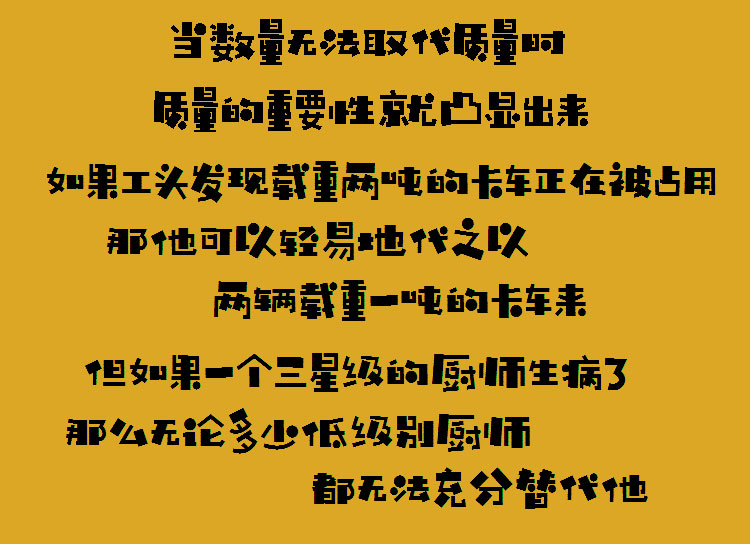 当数量无法取代质量时
质量的重要性就凸显出来
如果工头发现载重两吨的卡车正在被占用
那他可以轻易地代之以
两辆载重一吨的卡车来
但如果一个三星级的厨师生病了
那么无论多少低级别厨师
都无法充分替代他